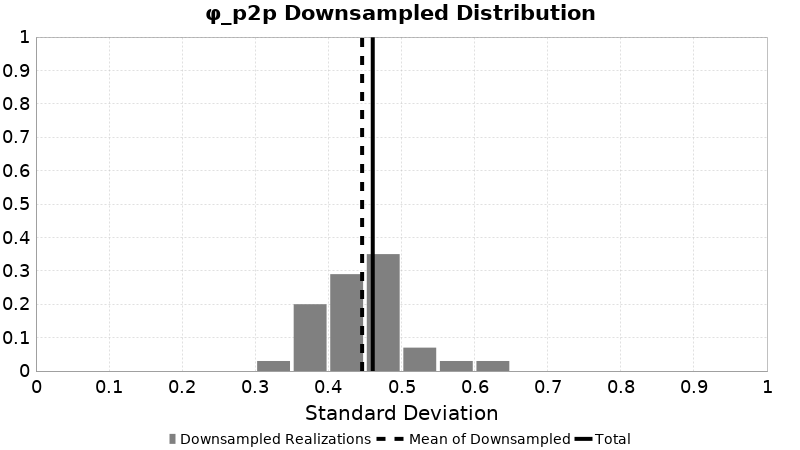 φ_p2p Downsampled Distribution
1
0.9
0.8
0.7
0.6
0.5
0.4
0.3
0.2
0.1
0
0 0.1 0.2 0.3 0.4 0.5 0.6 0.7 0.8 0.9 1
Standard Deviation
Downsampled Realizations Mean of Downsampled Total